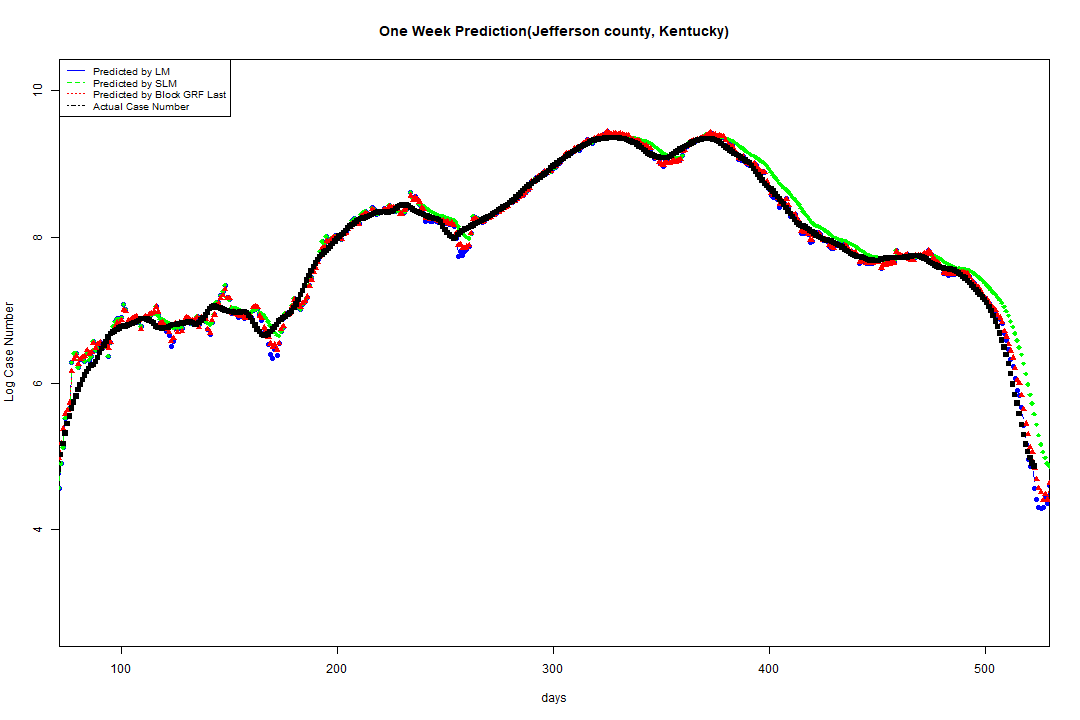 One Week Prediction(Jefferson county, Kentucky)
Predicted by LM
Predicted by SLM
Predicted by Block GRF Last
Actual Case Number
10
8
6
4
Log Case Number
100 200 300 400 500
days